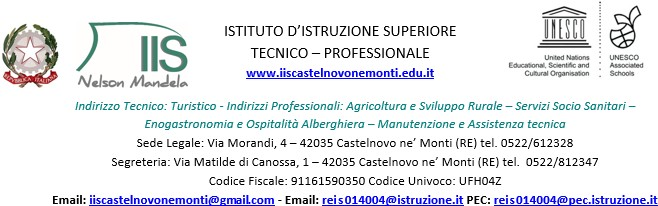 ISTITUTO D'ISTRUZIONE SUPERIORE
TECNICO – PROFESSIONALE
www.iiscastelnovonemonti.edu.it
REPVBBLICA ITALIANA
IIS
Nelson Mandela
UNESCO
United Nations
Educational, Scientific and
Cultural Organisation
UNESCO
Associated
Schools
Indirizzo Tecnico: Turistico - Indirizzi Professionali: Agricoltura e Sviluppo Rurale – Servizi Socio Sanitari –
Enogastronomia e Ospitalità Alberghiera – Manutenzione e Assistenza tecnica
Sede Legale: Via Morandi, 4 – 42035 Castelnovo ne' Monti (RE) tel. 0522/612328
Segreteria: Via Matilde di Canossa, 1 – 42035 Castelnovo ne' Monti (RE) tel. 0522/812347
Codice Fiscale: 91161590350 Codice Univoco: UFH04Z
Email: iiscastelnovonemonti@gmail.com - Email: reis014004@istruzione.it PEC: reis014004@pec.istruzione.it